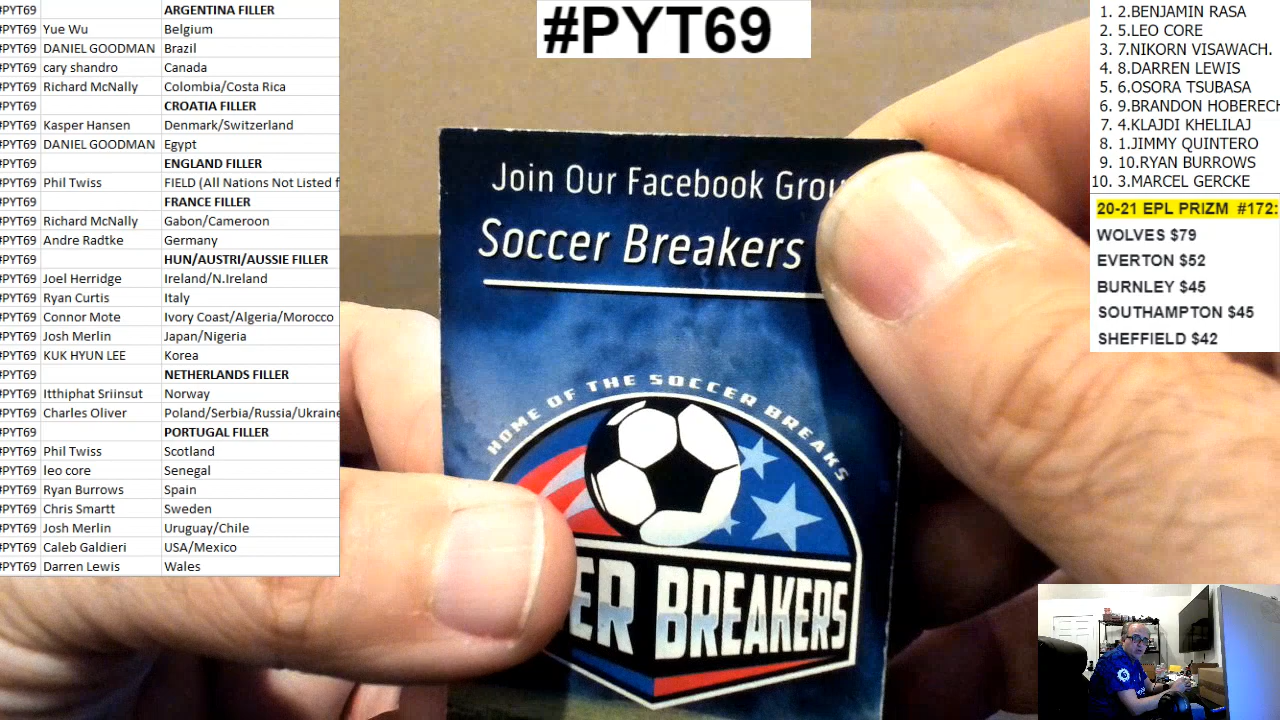 #PYT69 ARGENTINA FILLER
#PYT69 Yue Wu Belgium
#PYT69 DANIEL GOODMAN Brazil
#PYT69 cary shandro Canada
#PYT69 Richard McNally Colombia/Costa Rica
#PYT69 CROATIA FILLER
#PYT69 Kasper Hansen Denmark/Switzerland
#PYT69 DANIEL GOODMAN Egypt
#PYT69 ENGLAND FILLER
#PYT69 Phil Twiss FIELD (All Nations Not Listed f
#PYT69 FRANCE FILLER
#PYT69 Richard McNally Gabon/Cameroon
#PYT69 Andre Radtke Germany
#PYT69 HUN/AUSTRI/AUSSIE FILLER
#PYT69 Joel Herridge Ireland/N.Ireland
#PYT69 Ryan Curtis Italy
#PYT69 Connor Mote Ivory Coast/Algeria/Morocco
#PYT69 Josh Merlin Japan/Nigeria
#PYT69 KUK HYUN LEE Korea
#PYT69 NETHERLANDS FILLER
#PYT69 Itthiphat Sriinsut Norway
#PYT69 Charles Oliver Poland/Serbia/Russia/Ukraine
#PYT69 PORTUGAL FILLER
#PYT69 Phil Twiss Scotland
#PYT69 leo core Senegal
#PYT69 Ryan Burrows Spain
#PYT69 Chris Smartt Sweden
#PYT69 Josh Merlin Uruguay/Chile
#PYT69 Caleb Galdieri USA/Mexico
#PYT69 Darren Lewis Wales
#PYT69
Join Our Facebook Grou
Soccer Breakers
HOME OF THE SOCCER BREAKS
ER BREAKERS
1. 2.BENJAMIN RASA
2. 5.LEO CORE
3. 7.NIKORN VISAWACH.
4. 8.DARREN LEWIS
5. 6.OSORA TSUBASA
6. 9.BRANDON HOBERECH
7. 4.KLAJDI KHELILAJ
8. 1.JIMMY QUINTERO
9. 10.RYAN BURROWS
10. 3.MARCEL GERCKE
20-21 EPL PRIZM #172:
WOLVES $79
EVERTON $52
BURNLEY $45
SOUTHAMPTON $45
SHEFFIELD $42